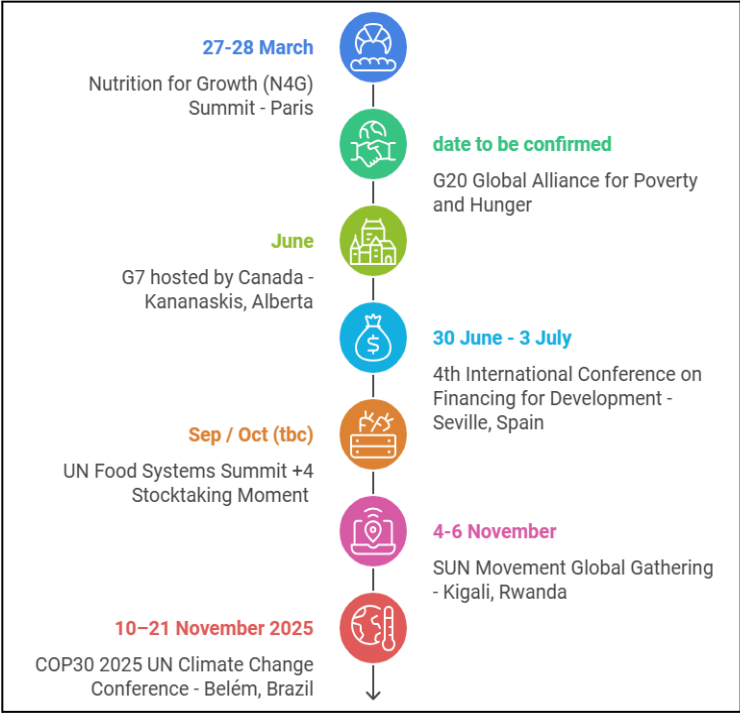 27-28 March
Nutrition for Growth (N4G)
Summit - Paris
date to be confirmed
G20 Global Alliance for Poverty
and Hunger
June
G7 hosted by Canada -
Kananaskis, Alberta
$
30 June - 3 July
4th International Conference on
Financing for Development -
Seville, Spain
Sep / Oct (tbc)
UN Food Systems Summit +4
Stocktaking Moment
4-6 November
SUN Movement Global Gathering
- Kigali, Rwanda
10–21 November 2025
COP30 2025 UN Climate Change
Conference - Belém, Brazil